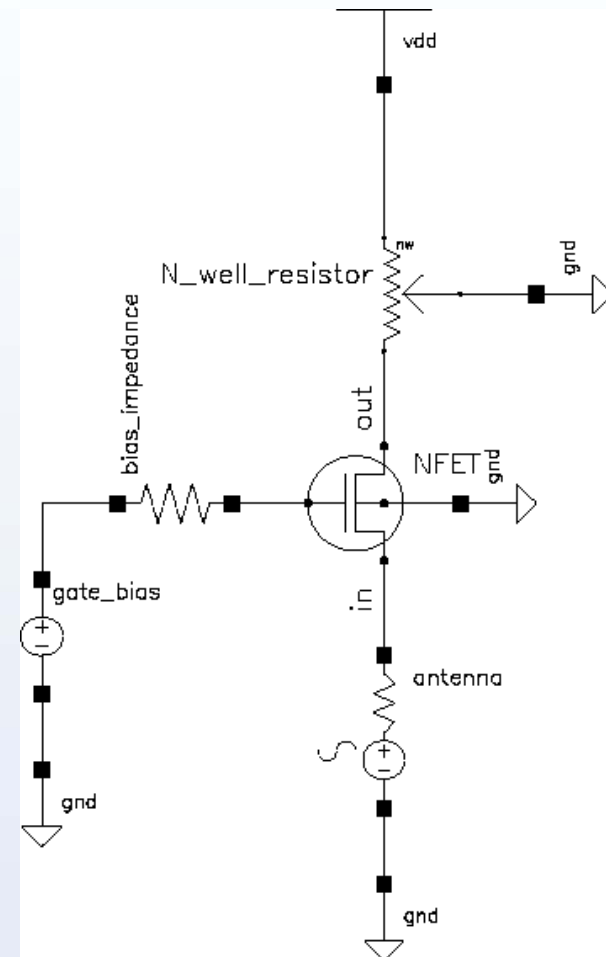 vdd
nw
N_well_resistor
gnd
bias_impedance
out
NFET
gnd
gate_bias
in
antenna
gnd
gnd